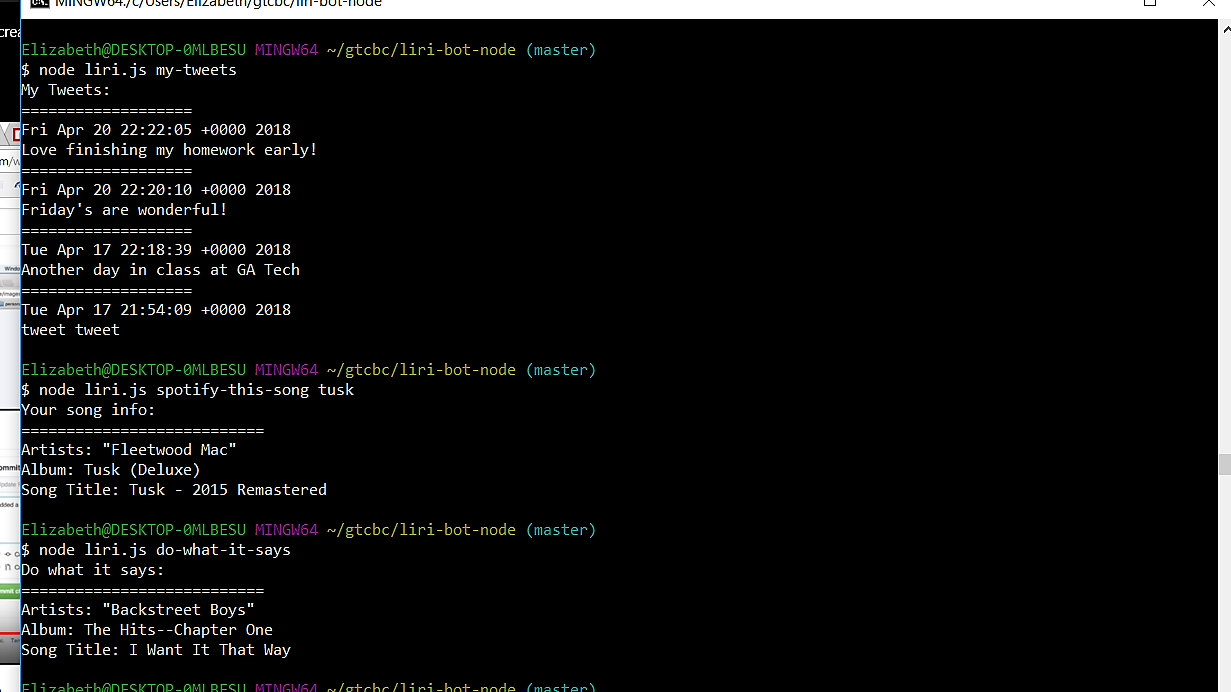 MINGW64:/c/Users/Elizabeth/gtcbc/liri-bot-node
Elizabeth@DESKTOP-0MLBESU MINGW64 ~/gtcbc/liri-bot-node (master)
$ node liri.js my-tweets
My Tweets:
===================
Fri Apr 20 22:22:05 +0000 2018
Love finishing my homework early!
===================
Fri Apr 20 22:20:10 +0000 2018
Friday's are wonderful!
===================
Tue Apr 17 22:18:39 +0000 2018
Another day in class at GA Tech
===================
Tue Apr 17 21:54:09 +0000 2018
tweet tweet
Elizabeth@DESKTOP-0MLBESU MINGW64 ~/gtcbc/liri-bot-node (master)
$ node liri.js spotify-this-song tusk
Your song info:
===========================
Artists: "Fleetwood Mac"
Album: Tusk (Deluxe)
Song Title: Tusk - 2015 Remastered
Elizabeth@DESKTOP-0MLBESU MINGW64 ~/gtcbc/liri-bot-node (master)
$ node liri.js do-what-it-says
Do what it says:
===========================
Artists: "Backstreet Boys"
Album: The Hits--Chapter One
Song Title: I Want It That Way
Elizabeth@DESKTOP-0MLBESU MINGW64 ~/gtcbc/liri-bot-node (master)